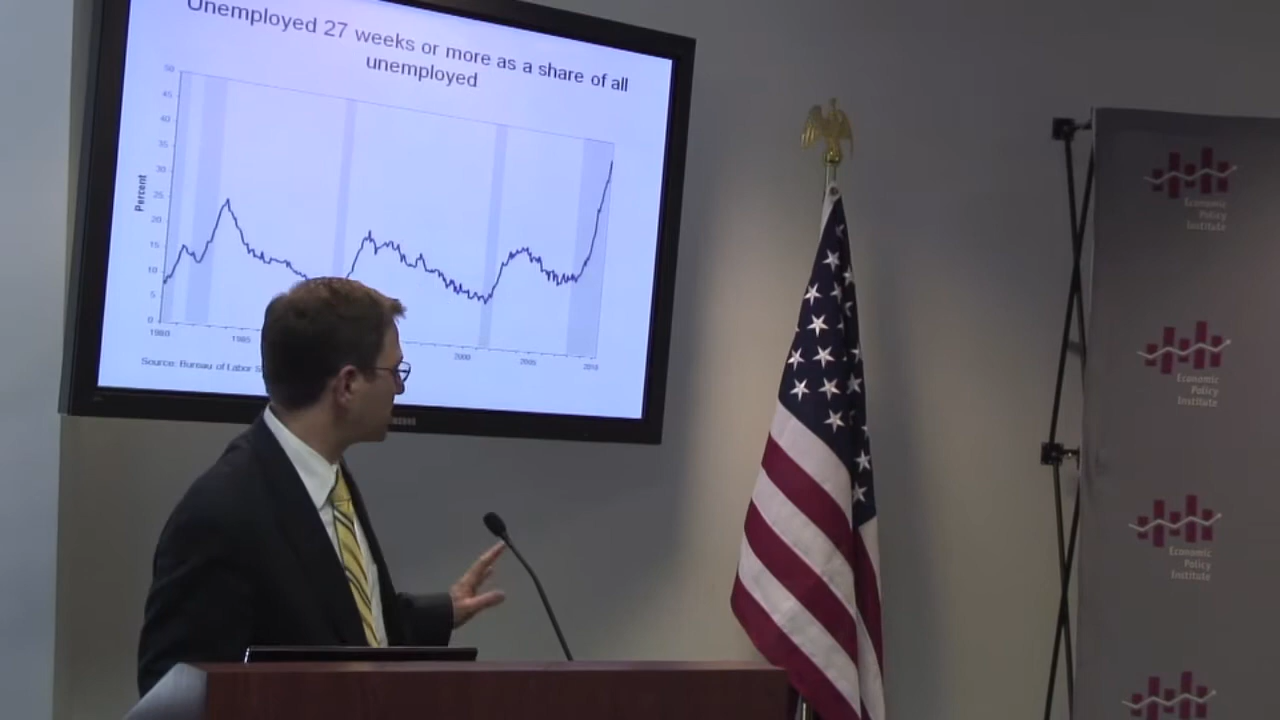 Unemployed 27 weeks or more as a share of all
unemployed
50
45
40
35
30
25
20
15
10
5
0
Percent
1980
1985
2000
2005
2010
Source: Bureau of Labor
Economic
Policy
Institute
Economic
Policy
Institute
Economic
Policy
Institute